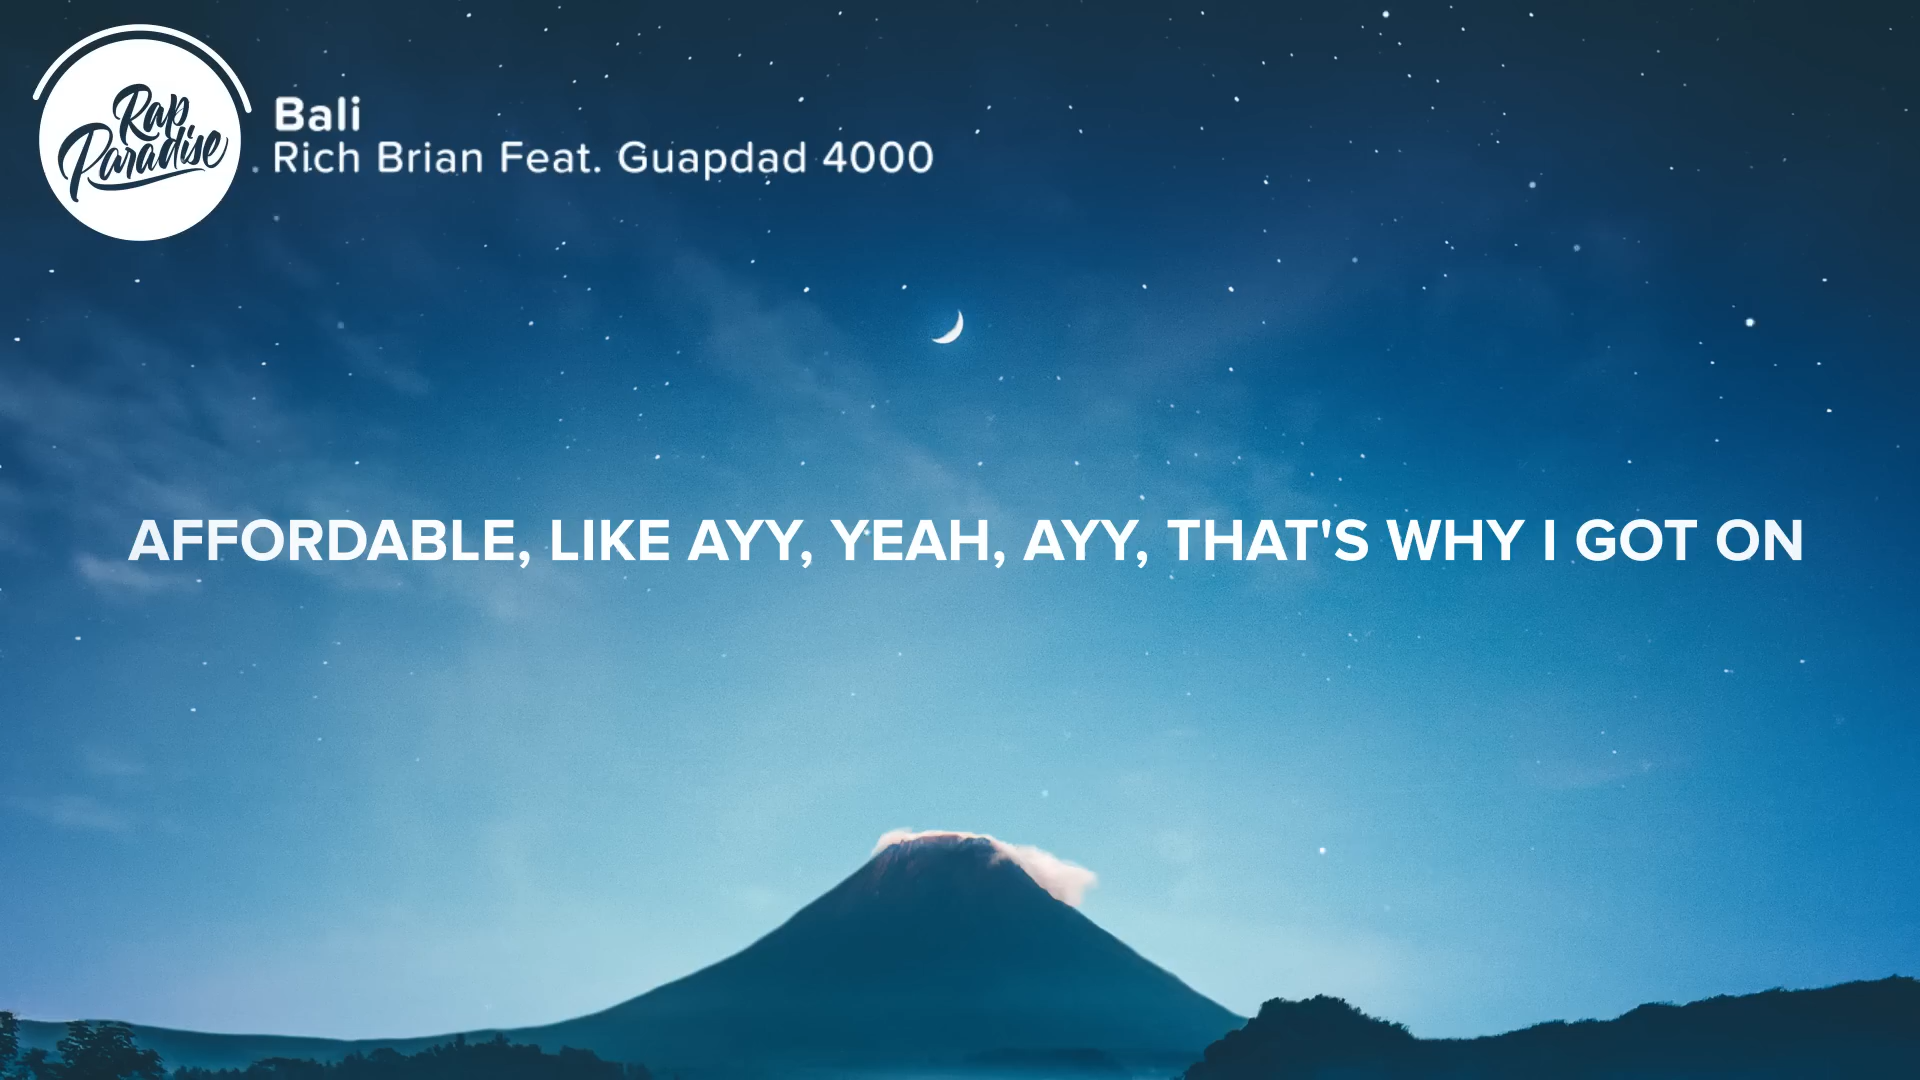 Rap
Paradise
Bali
Rich Brian Feat. Guapdad 4000
AFFORDABLE, LIKE AYY, YEAH, AYY, THAT'S WHY I GOT ON